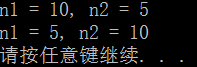 n1 = 10, n2 = 5
n1 = 5, n2 = 10
请按任意键继续. . .